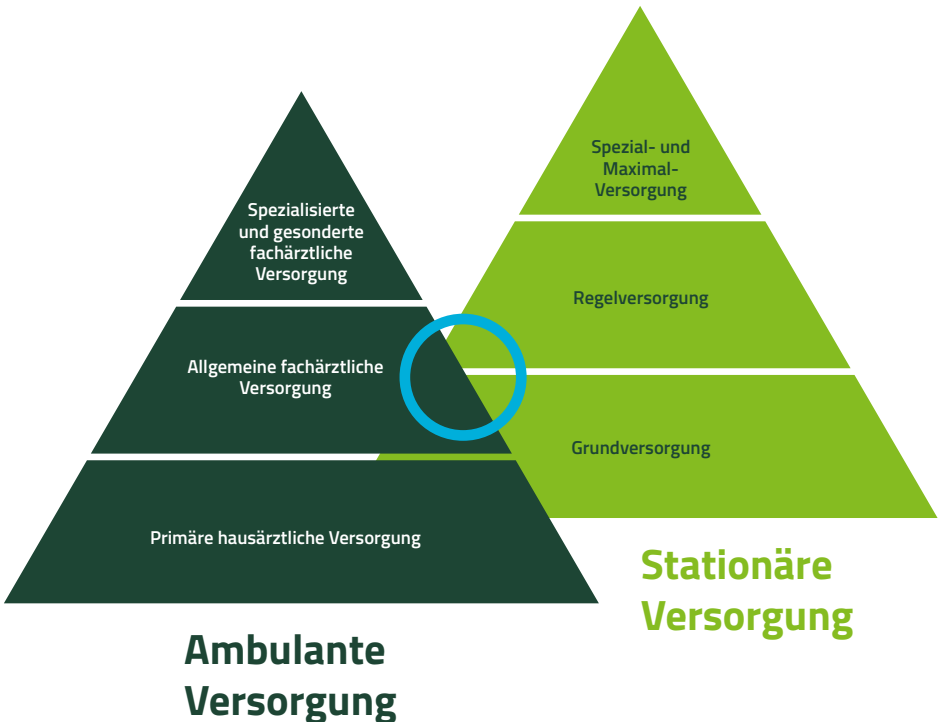 Spezialisierte
und gesonderte
fachärztliche
Versorgung
Allgemeine fachärztliche
Versorgung
Primäre hausärztliche Versorgung
Ambulante
Versorgung
Spezial- und
Maximal-
Versorgung
Regelversorgung
Grundversorgung
Stationäre
Versorgung